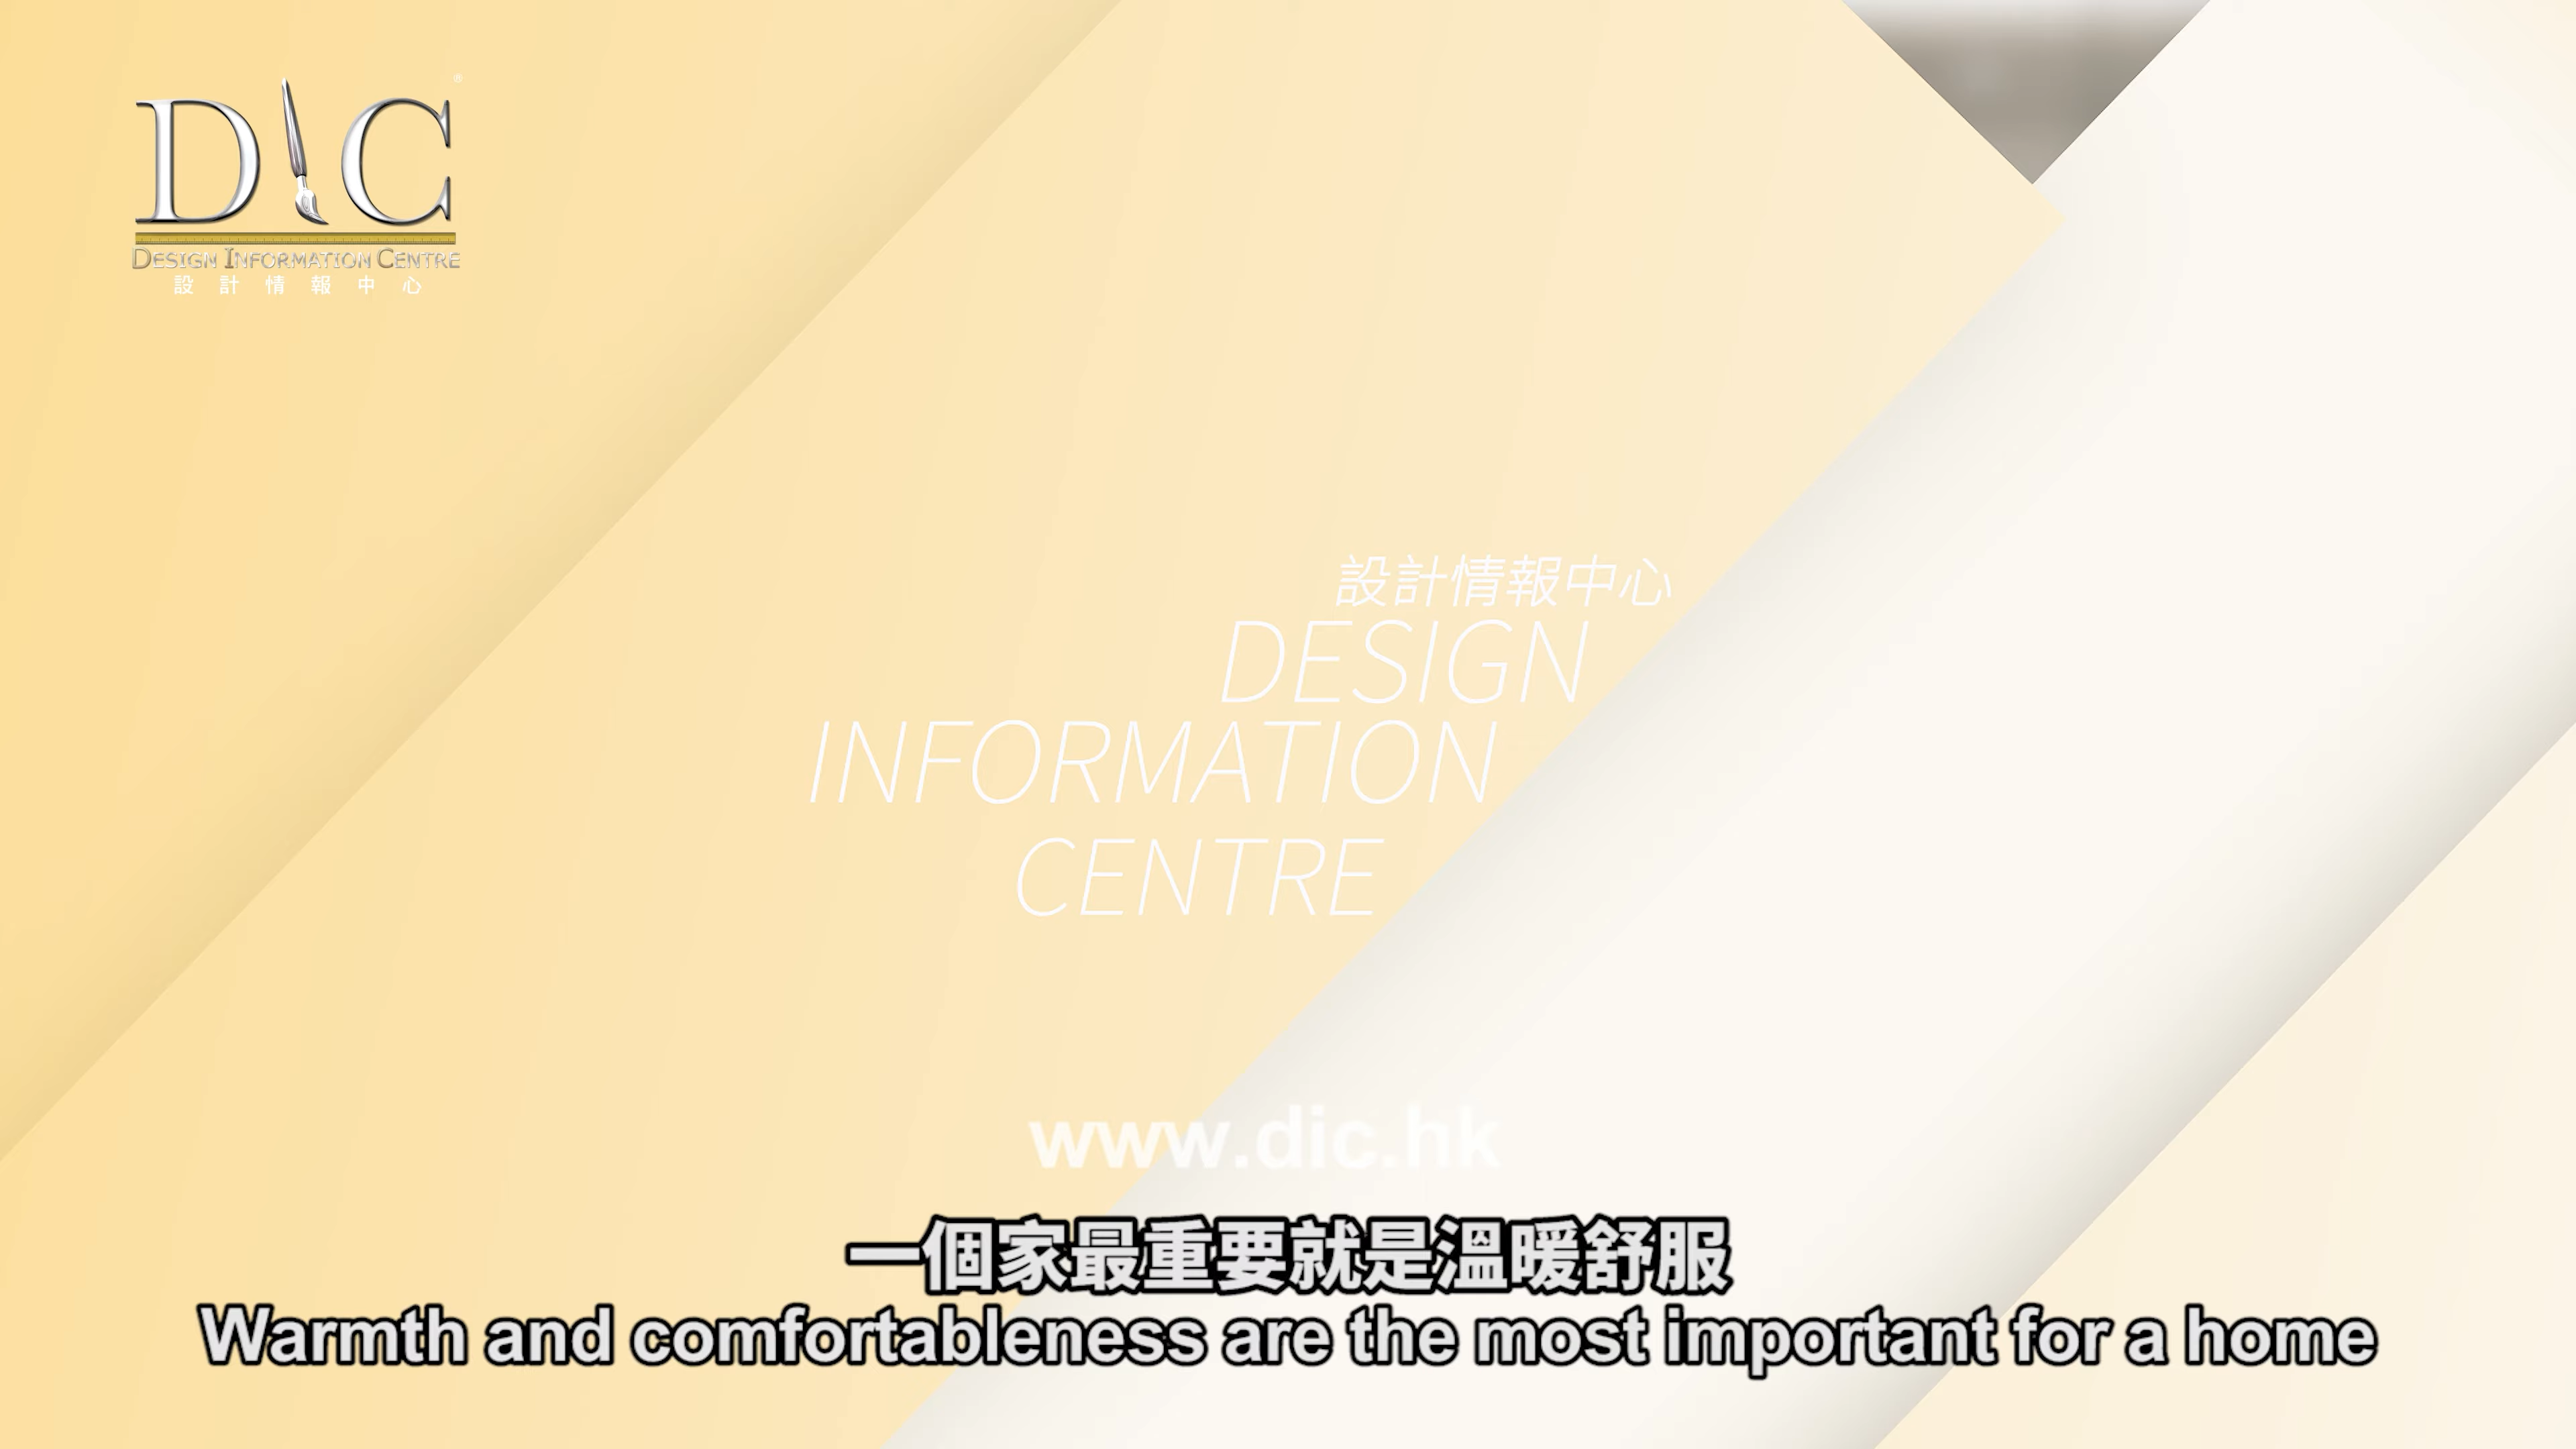 DIC®
DESIGN INFORMATION CENTRE
設計情報中心
設計情報中心
DESIGN
INFORMATION
CENTRE
www.dic.hk
一個家最重要就是溫暖舒服
Warmth and comfortableness are the most important for a home